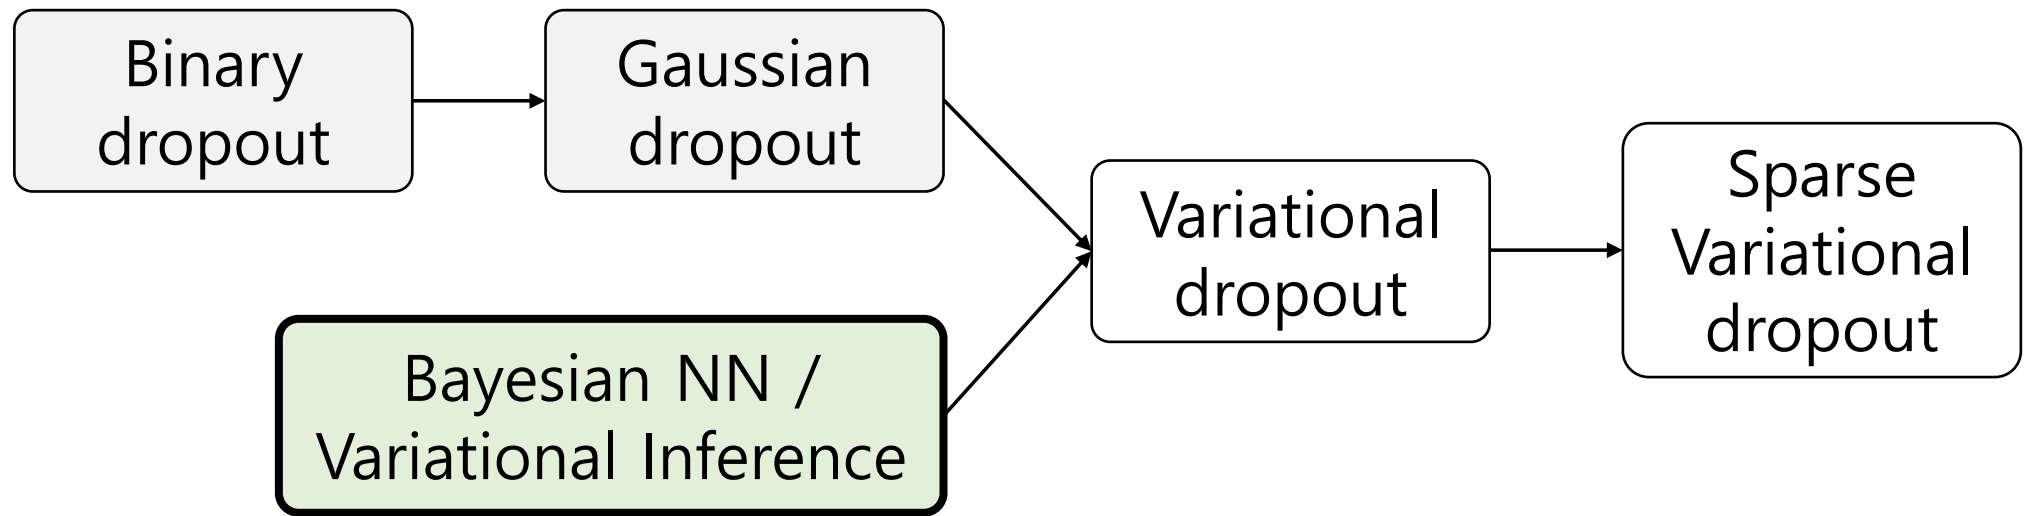 Binary
dropout
Gaussian
dropout
Bayesian NN /
Variational Inference
Variational
dropout
Sparse
Variational
dropout